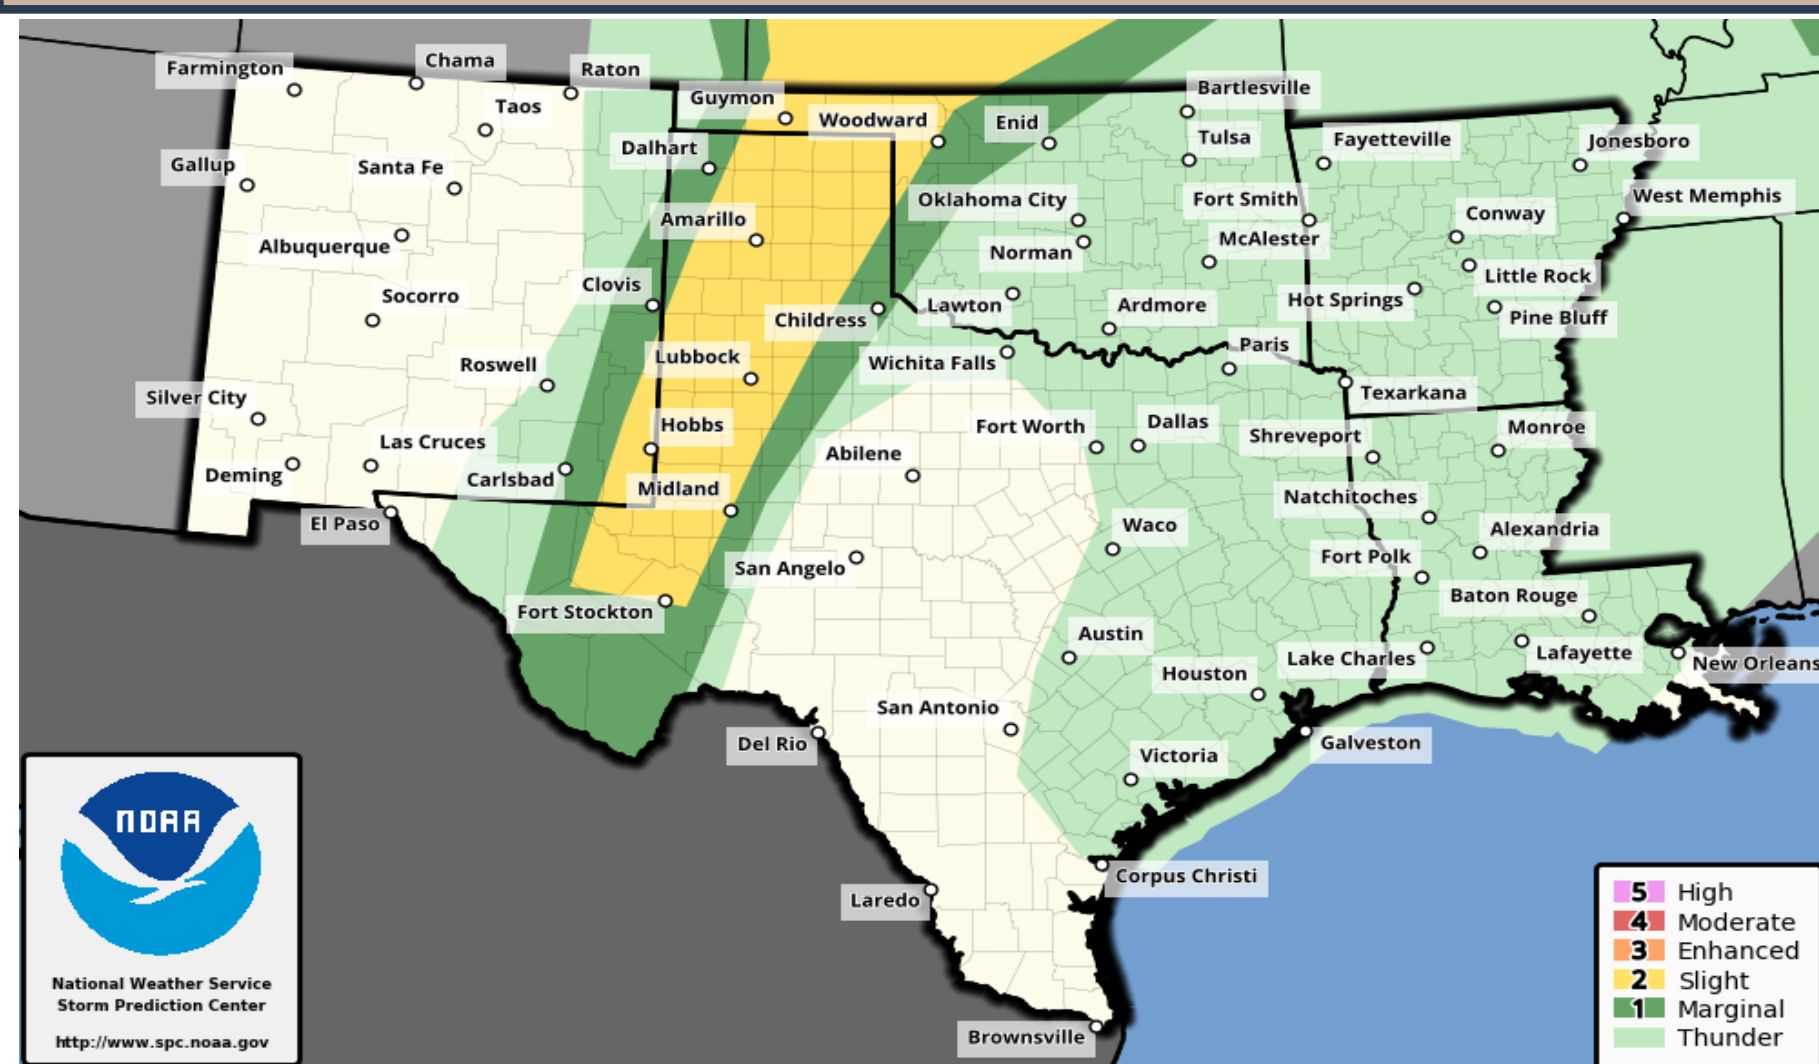 Farmington
Chama
Raton
Taos
Guymon
Woodward
Enid
Bartlesville
Tulsa
Fayetteville
Jonesboro
Gallup
Santa Fe
Dalhart
Oklahoma City
Fort Smith
Conway
West Memphis
Albuquerque
Amarillo
Norman
McAlester
Little Rock
Socorro
Clovis
Childress
Lawton
Ardmore
Hot Springs
Pine Bluff
Roswell
Lubbock
Wichita Falls
Paris
Texarkana
Silver City
Las Cruces
Hobbs
Abilene
Fort Worth
Dallas
Shreveport
Monroe
Deming
Carlsbad
Midland
Natchitoches
El Paso
San Angelo
Waco
Fort Polk
Alexandria
Fort Stockton
Austin
Baton Rouge
Houston
Lake Charles
Lafayette
New Orleans
Del Rio
San Antonio
Victoria
Galveston
Laredo
Corpus Christi
Brownsville
NOAA
National Weather Service
Storm Prediction Center
http://www.spc.noaa.gov
5 High
4 Moderate
3 Enhanced
2 Slight
1 Marginal
Thunder